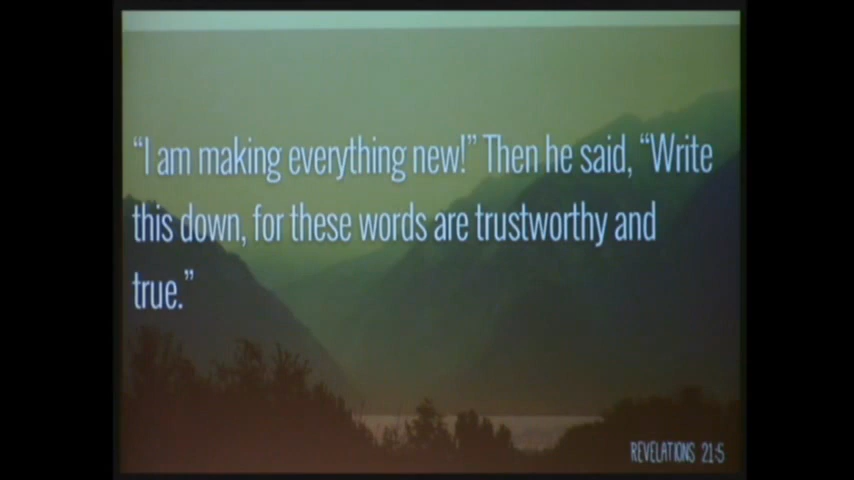 “I am making everything new!” Then he said, “Write
this down, for these words are trustworthy and
true.”
REVELATIONS 21:5